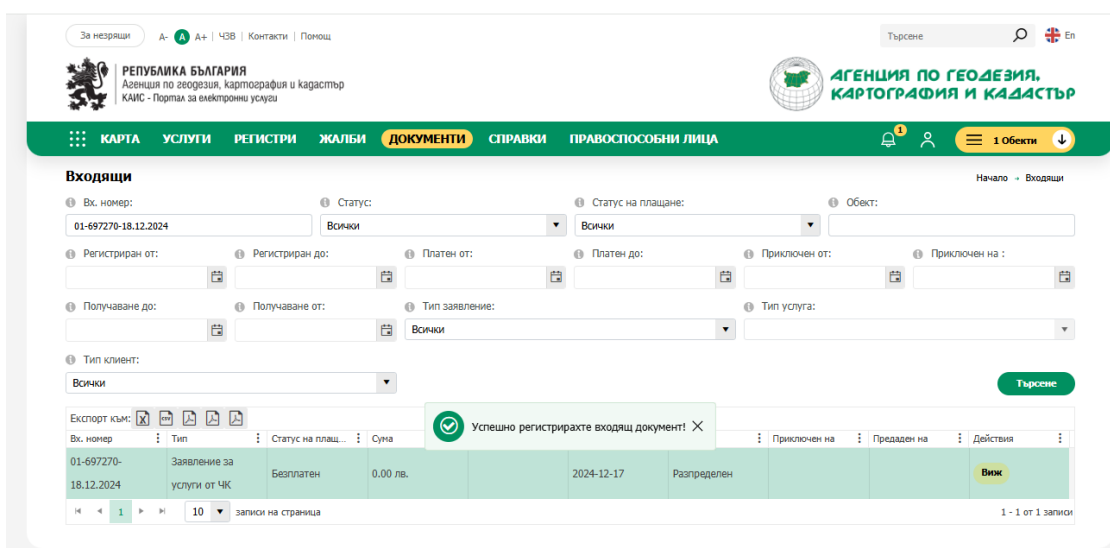 За незрящи A- A A+ | ЧЗВ | Контакти | Помощ Търсене En
РЕПУБЛИКА БЪЛГАРИЯ
Агенция по геодезия, картография и кадастър
КАИС - Портал за електронни услуги
АГЕНЦИЯ ПО ГЕОДЕЗИЯ,
КАРТОГРАФИЯ И КАДАСТЪР
КАРТА УСЛУГИ РЕГИСТРИ ЖАЛБИ ДОКУМЕНТИ СПРАВКИ ПРАВОСПОСОБНИ ЛИЦА 1 1 Обекти
Входящи Начало → Входящи
Вх. номер: Статус: Статус на плащане: Обект:
01-697270-18.12.2024 Всички Всички
Регистриран от: Регистриран до: Платен от: Платен до: Приключен от: Приключен на :
Получаване до: Получаване от: Тип заявление: Тип услуга:
Всички
Тип клиент:
Всички Търсене
Експорт към:
Успешно регистрирахте входящ документ!
Вх. номер Тип Статус на плащ... Сума Приключен на Предаден на Действия
01-697270- Заявление за
Безплатен 0.00 лв. 2024-12-17 Разпределен Виж
18.12.2024 услуги от ЧК
1 10 записи на страница 1 - 1 от 1 записи